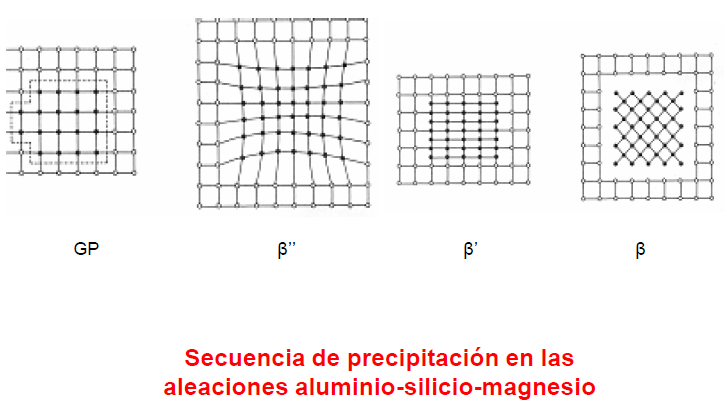 GP β’’ β’ β
Secuencia de precipitación en las
aleaciones aluminio-silicio-magnesio